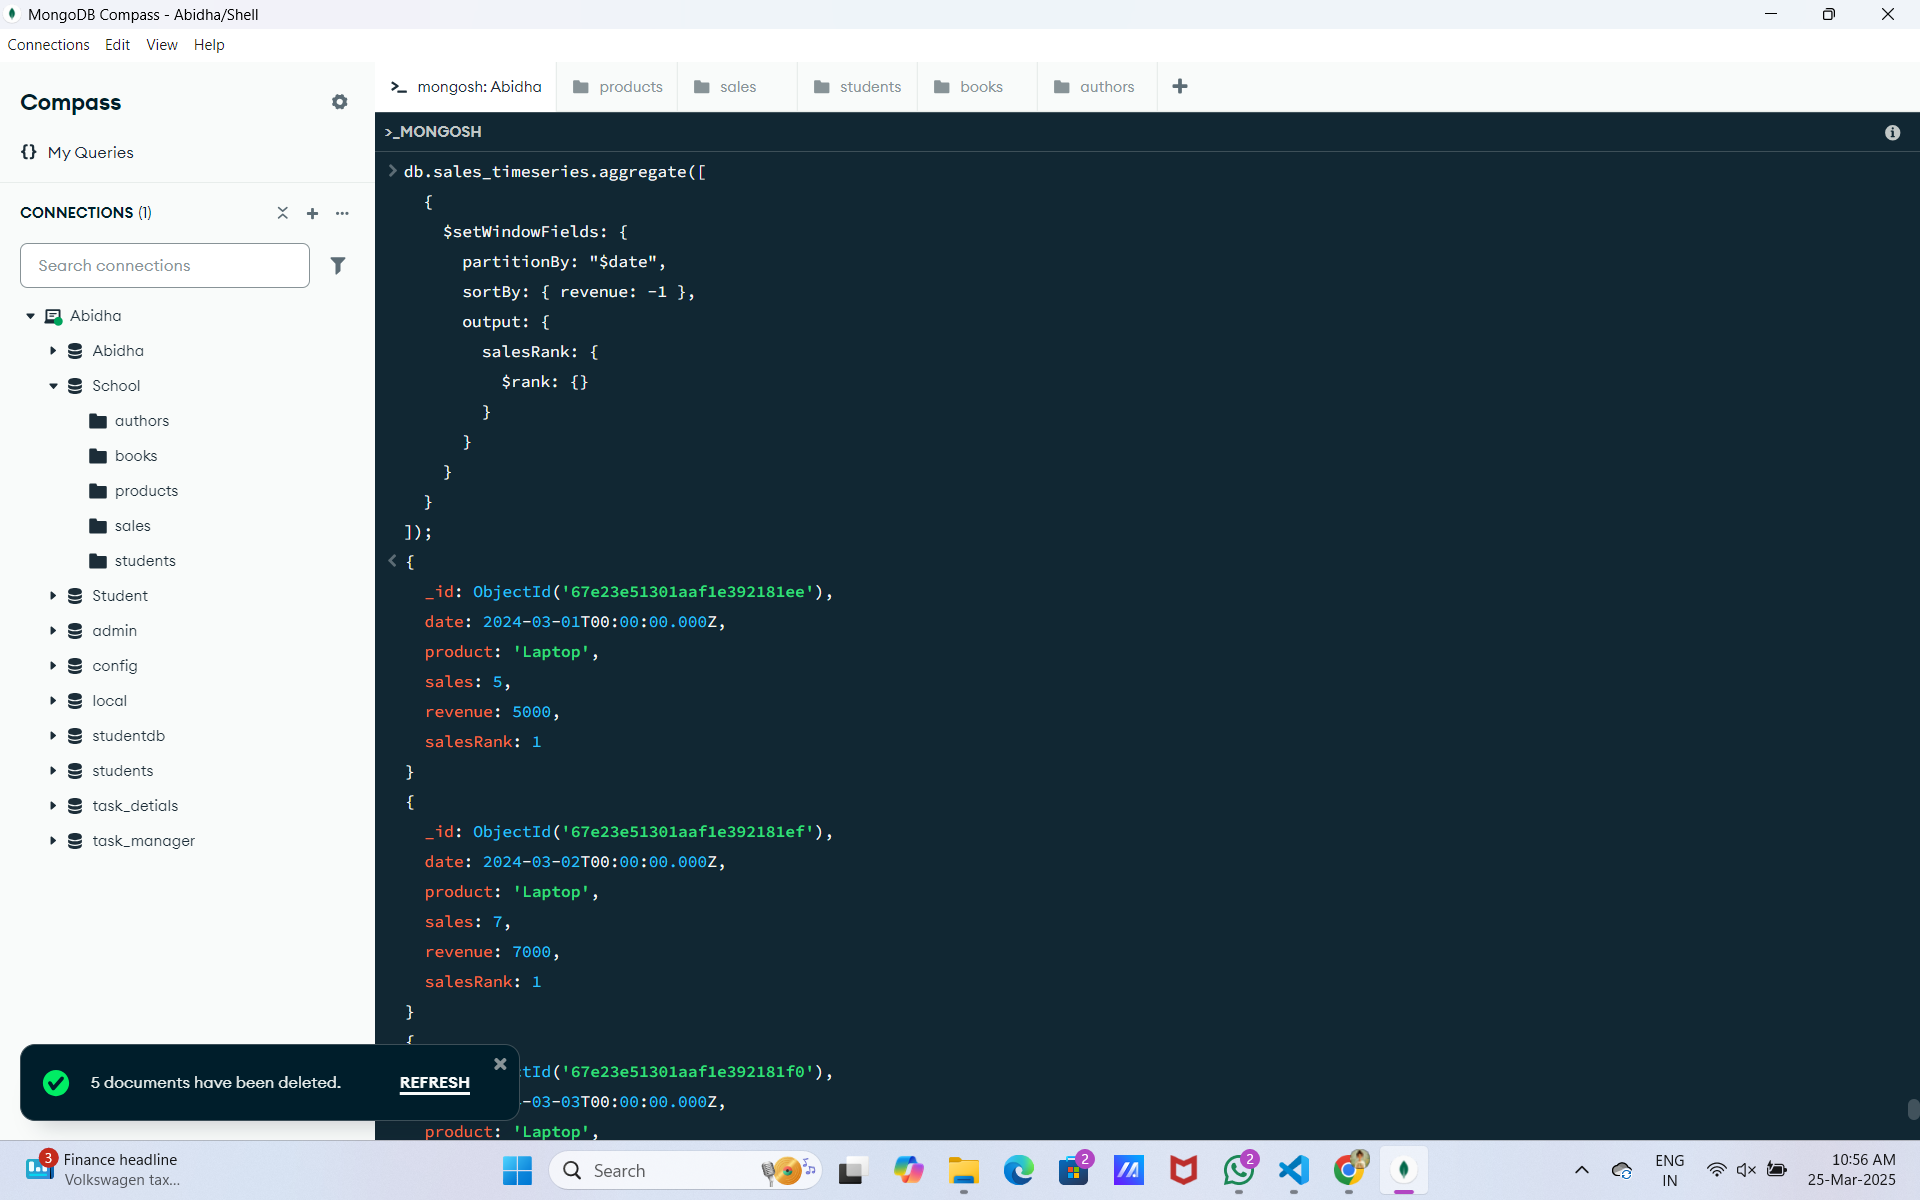 MongoDB Compass - Abidha/Shell
Connections Edit View Help
Compass
{} My Queries
CONNECTIONS (1)
Search connections
Abidha
Abidha
School
authors
books
products
sales
students
Student
admin
config
local
studentdb
students
task_detials
task_manager
mongosh: Abidha products sales students books authors
>_MONGOSH
db.sales_timeseries.aggregate([
{
$setWindowFields: {
partitionBy: "$date",
sortBy: { revenue: -1 },
output: {
salesRank: {
$rank: {}
}
}
}
}
]);
{
_id: ObjectId('67e23e51301aaf1e392181ee'),
date: 2024-03-01T00:00:00.000Z,
product: 'Laptop',
sales: 5,
revenue: 5000,
salesRank: 1
}
{
_id: ObjectId('67e23e51301aaf1e392181ef'),
date: 2024-03-02T00:00:00.000Z,
product: 'Laptop',
sales: 7,
revenue: 7000,
salesRank: 1
}
{
tId('67e23e51301aaf1e392181f0'),
-03-03T00:00:00.000Z,
product: 'Laptop',
5 documents have been deleted. REFRESH
3 Finance headline
Volkswagen tax...
Search
2
2
ENG
IN
10:56 AM
25-Mar-2025